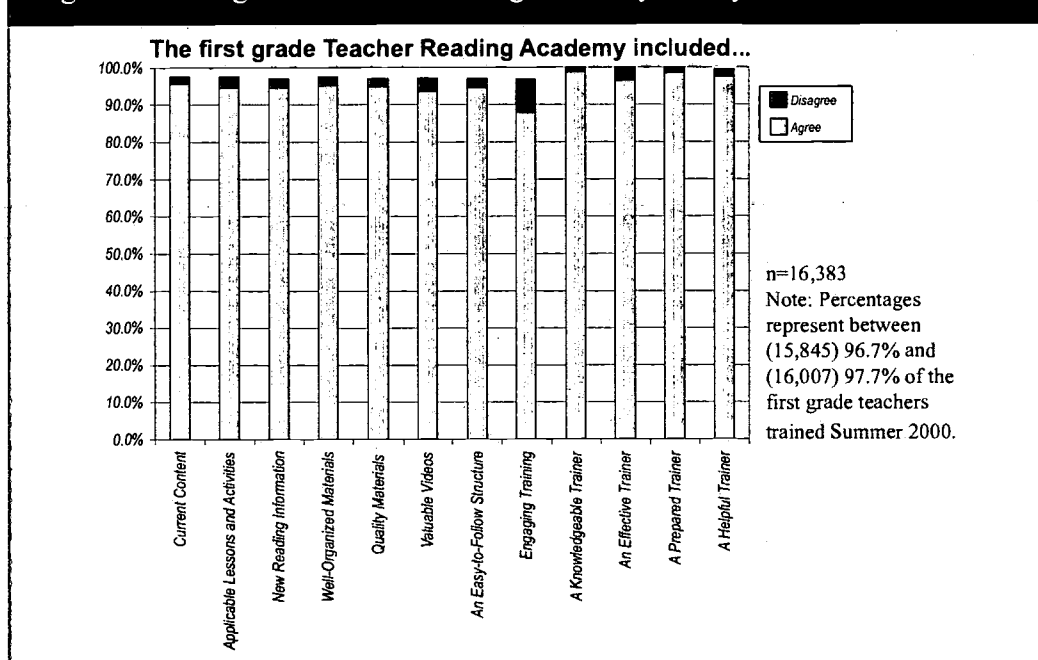 The first grade Teacher Reading Academy included...
100.0%
90.0%
80.0%
70.0%
60.0%
50.0%
40.0%
30.0%
20.0%
10.0%
0.0%
Current Content
Applicable Lessons and Activities
New Reading Information
Well-Organized Materials
Quality Materials
Valuable Videos
An Easy-to-Follow Structure
Engaging Training
A Knowledgeable Trainer
An Effective Trainer
A Prepared Trainer
A Helpful Trainer
Disagree
Agree
n=16,383
Note: Percentages
represent between
(15,845) 96.7% and
(16,007) 97.7% of the
first grade teachers
trained Summer 2000.